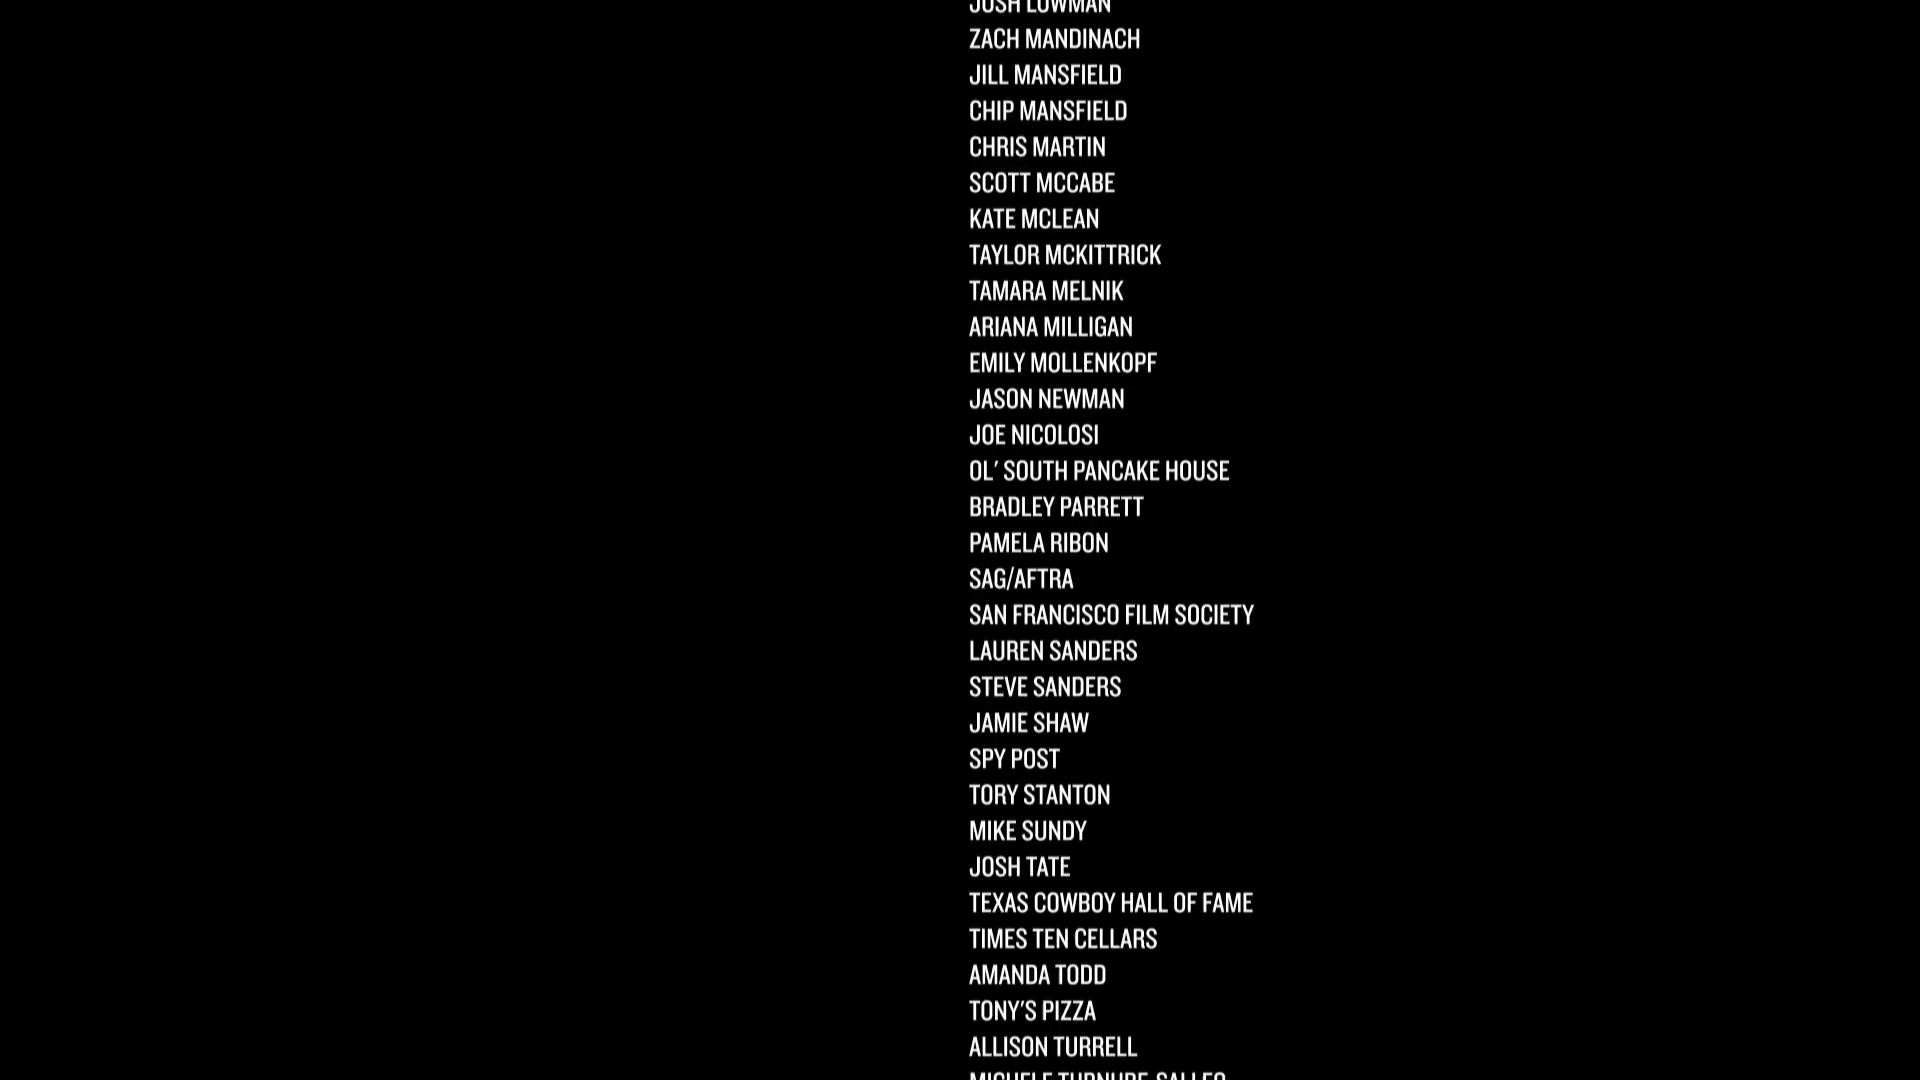 JOSH LOWMAN
ZACH MANDINACH
JILL MANSFIELD
CHIP MANSFIELD
CHRIS MARTIN
SCOTT MCCABE
KATE MCLEAN
TAYLOR MCKITTRICK
TAMARA MELNIK
ARIANA MILLIGAN
EMILY MOLLENKOPF
JASON NEWMAN
JOE NICOLOSI
OL' SOUTH PANCAKE HOUSE
BRADLEY PARRETT
PAMELA RIBON
SAG/AFTRA
SAN FRANCISCO FILM SOCIETY
LAUREN SANDERS
STEVE SANDERS
JAMIE SHAW
SPY POST
TORY STANTON
MIKE SUNDY
JOSH TATE
TEXAS COWBOY HALL OF FAME
TIMES TEN CELLARS
AMANDA TODD
TONY'S PIZZA
ALLISON TURRELL